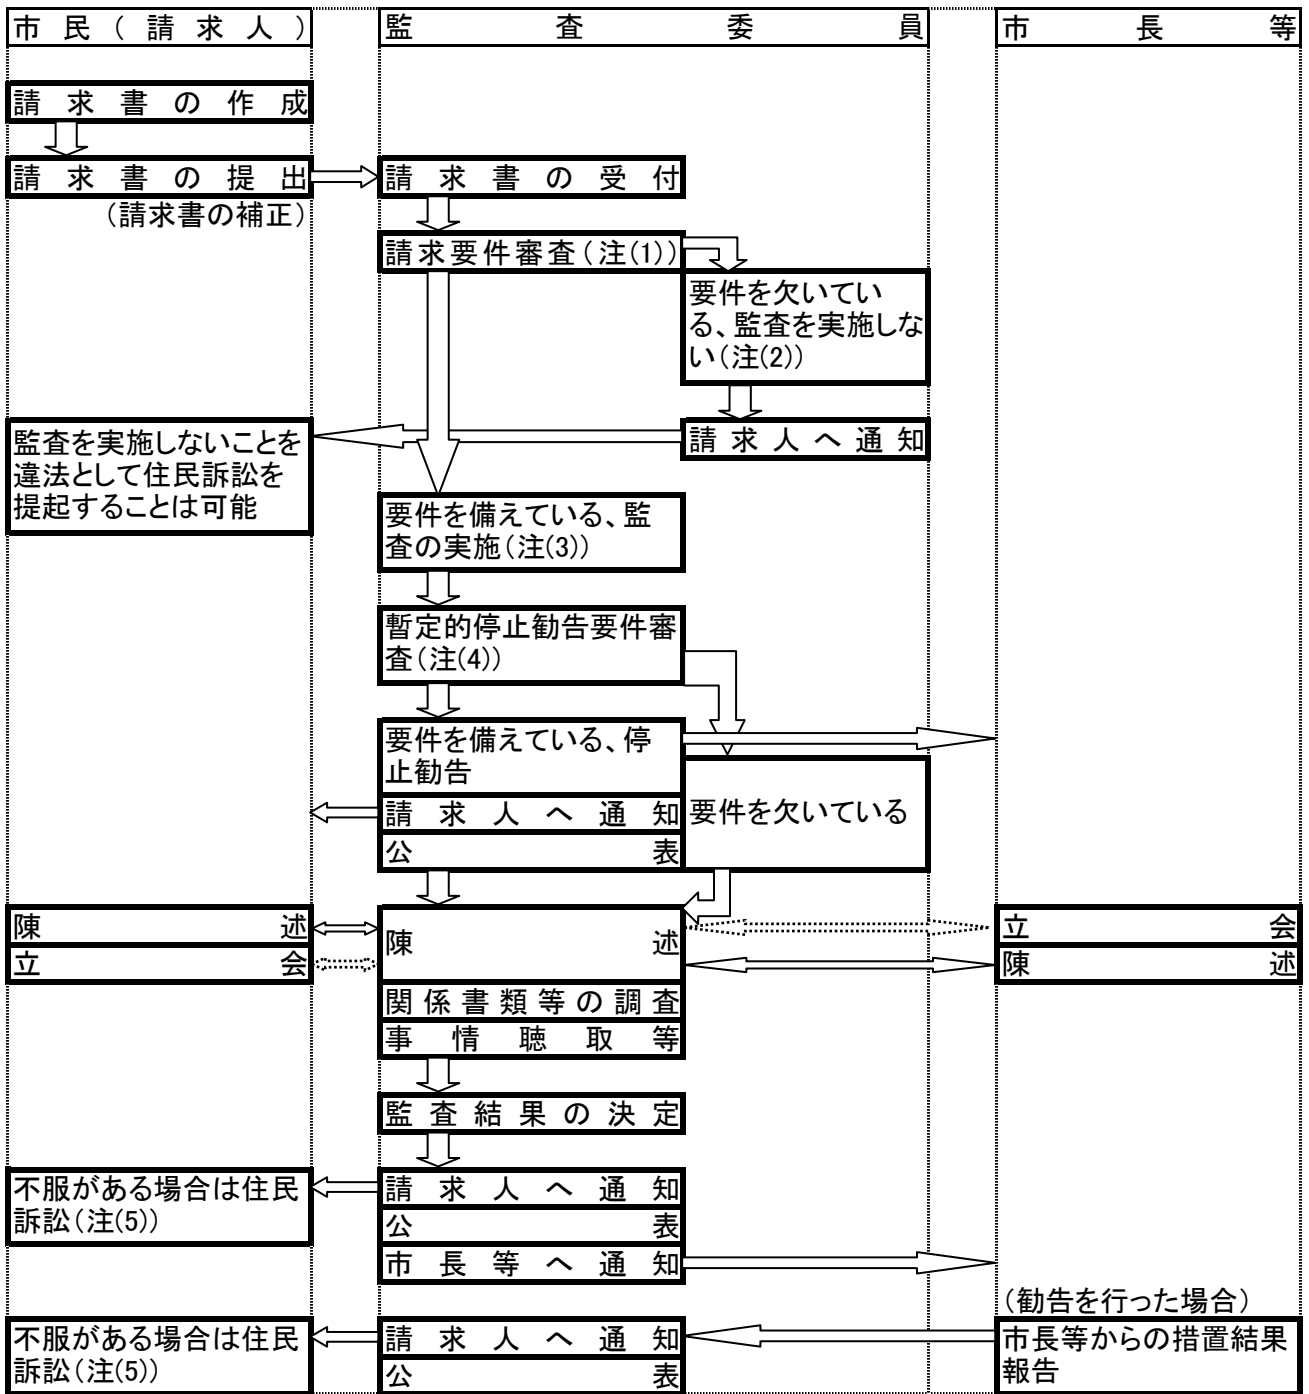 市民(請求人)
監査委員
市長等
請求書の作成
請求書の提出
請求書の受付
(請求書の補正)
請求要件審査(注(1))
要件を欠いてい
る、監査を実施しな
い(注(2))
請求人へ通知
監査を実施しないことを
違法として住民訴訟を
提起することは可能
要件を備えている、監
査の実施(注(3))
暫定的停止勧告要件審
査(注(4))
要件を備えている、停
止勧告
請求人へ通知
公表
要件を欠いている
陳述
立会
陳述
立会
陳述
関係書類等の調査
事情聴取等
監査結果の決定
不服がある場合は住民
訴訟(注(5))
請求人へ通知
公表
市長等へ通知
(勧告を行った場合)
不服がある場合は住民
訴訟(注(5))
請求人へ通知
公表
市長等からの措置結果
報告